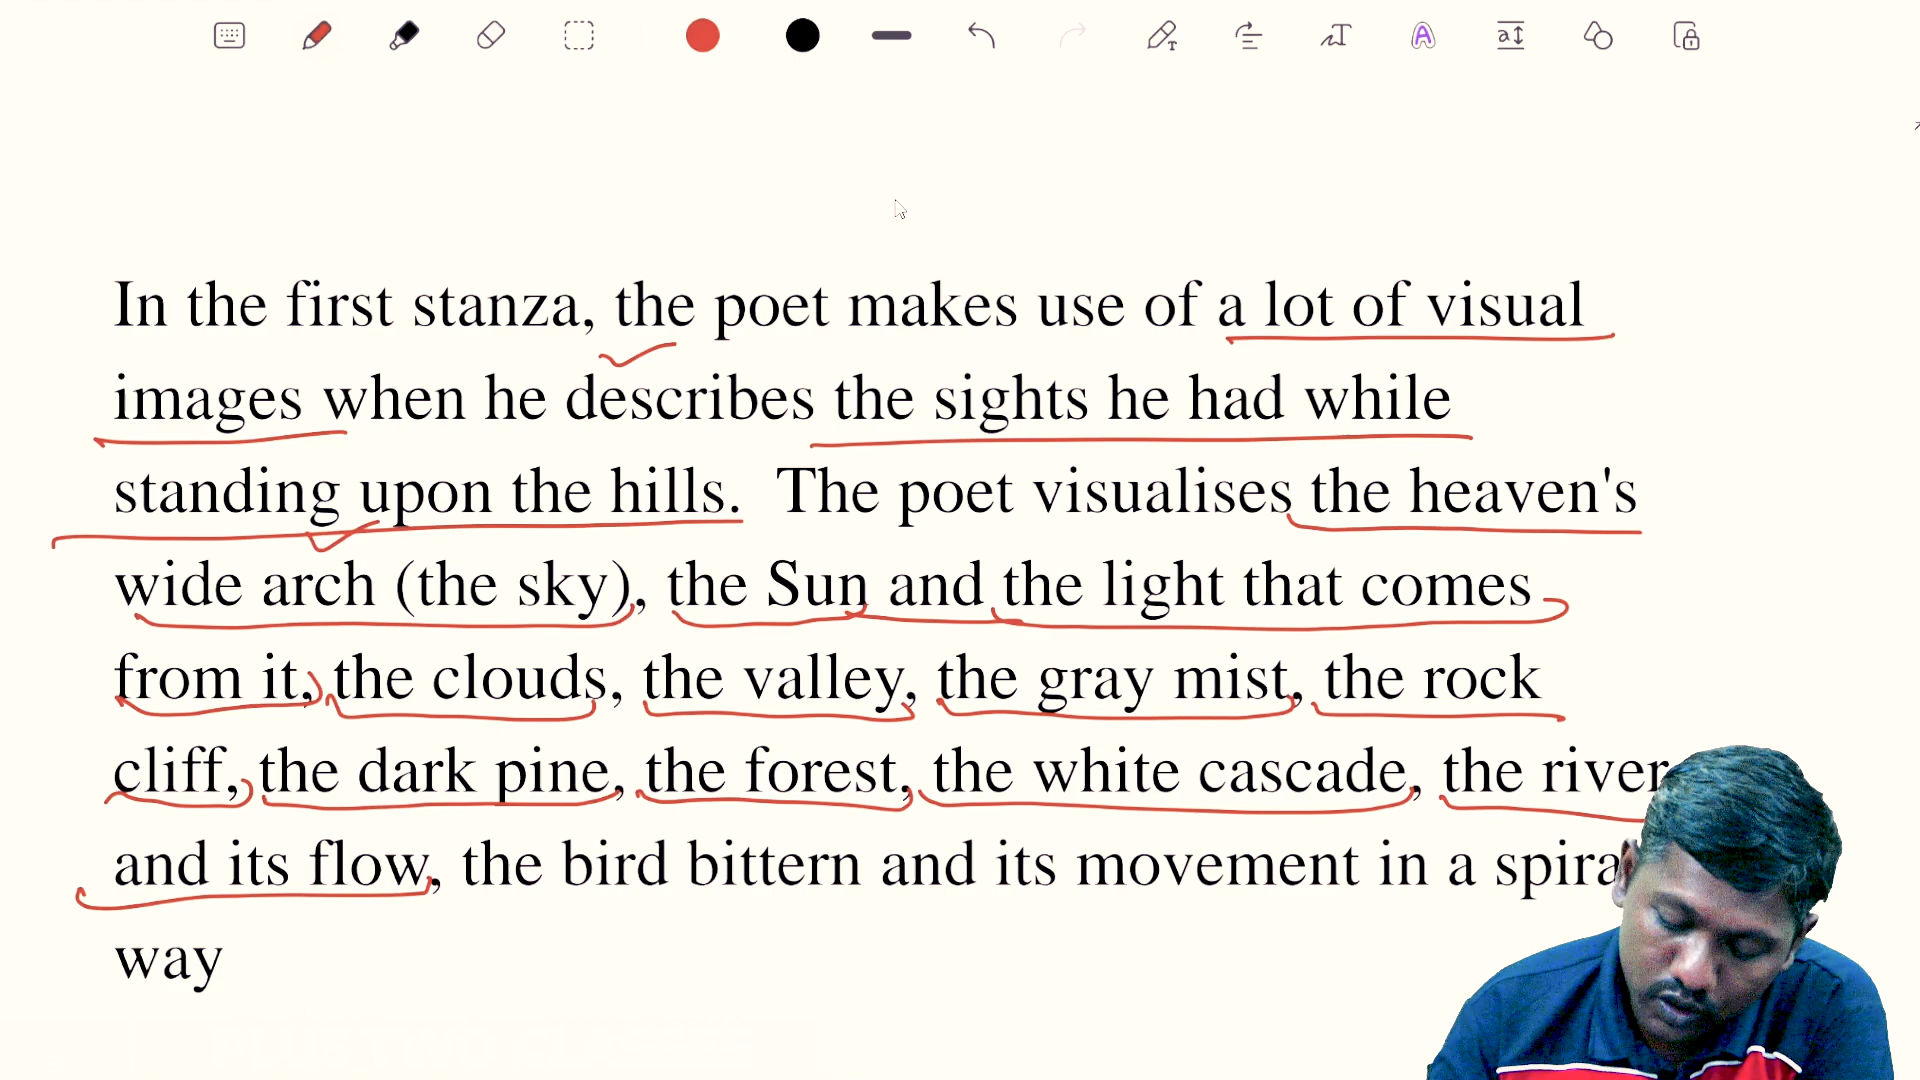 In the first stanza, the poet makes use of a lot of visual
images when he describes the sights he had while
standing upon the hills. The poet visualises the heaven's
wide arch (the sky), the Sun and the light that comes
from it, the clouds, the valley, the gray mist, the rock
cliff, the dark pine, the forest, the white cascade, the river
and its flow, the bird bittern and its movement in a
way